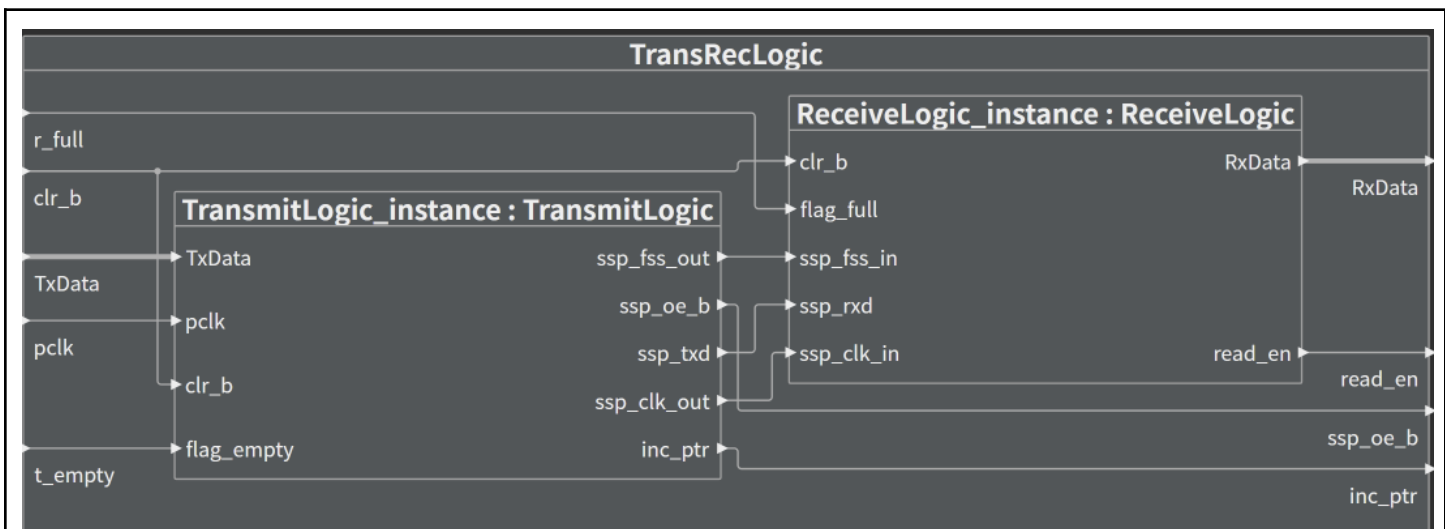 TransRecLogic
r_full
clr_b
TxData
pclk
t_empty
TransmitLogic_instance : TransmitLogic
TxData
pclk
clr_b
flag_empty
ssp_fss_out
ssp_oe_b
ssp_txd
ssp_clk_out
inc_ptr
ReceiveLogic_instance : ReceiveLogic
clr_b
flag_full
ssp_fss_in
ssp_rxd
ssp_clk_in
RxData
read_en
RxData
read_en
ssp_oe_b
inc_ptr